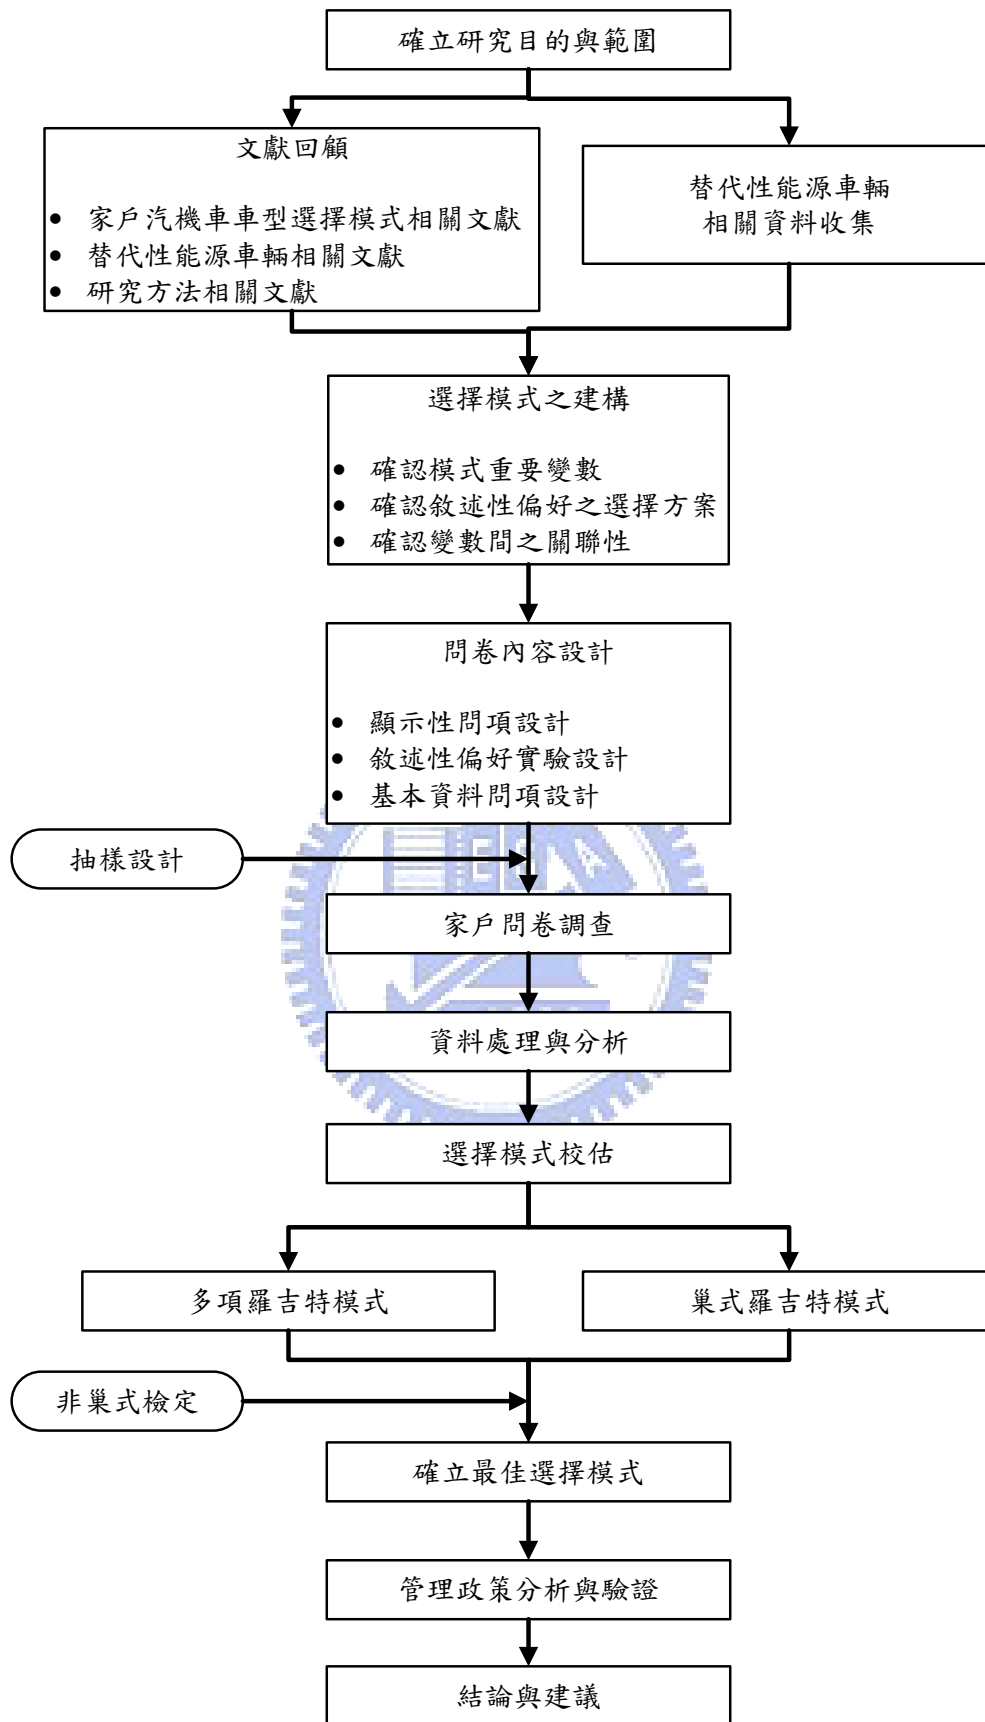 確立研究目的與範圍
文獻回顧
• 家戶汽機車車型選擇模式相關文獻
• 替代性能源車輛相關文獻
• 研究方法相關文獻
替代性能源車輛
相關資料收集
選擇模式之建構
• 確認模式重要變數
• 確認敘述性偏好之選擇方案
• 確認變數間之關聯性
問卷內容設計
• 顯示性問項設計
• 敘述性偏好實驗設計
• 基本資料問項設計
抽樣設計
家戶問卷調查
資料處理與分析
選擇模式校估
多項羅吉特模式
巢式羅吉特模式
非巢式檢定
確立最佳選擇模式
管理政策分析與驗證
結論與建議